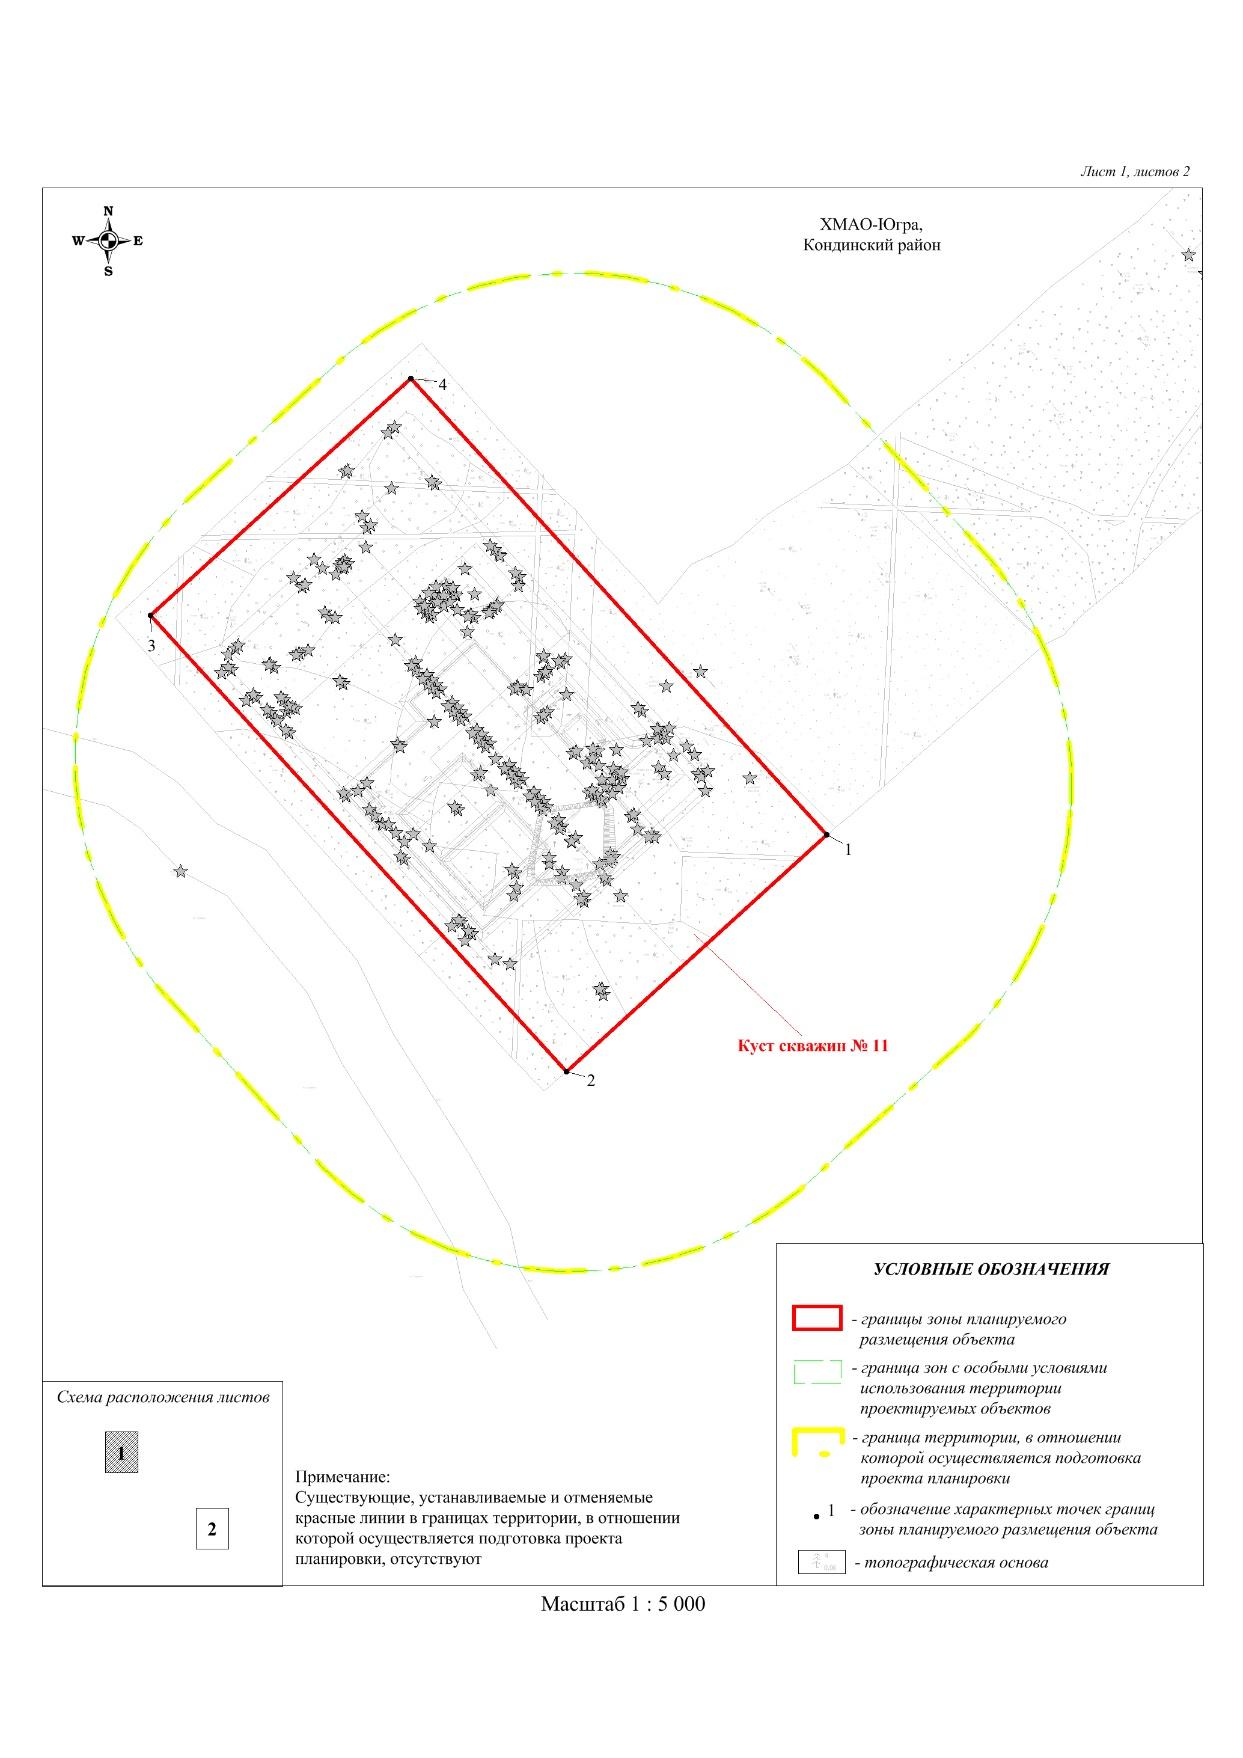 Лист 1, листов 2
N
W E
S
ХМАО-Югра,
Кондинский район
4
3
1
2
Куст скважин № 11
УСЛОВНЫЕ ОБОЗНАЧЕНИЯ
- границы зоны планируемого
размещения объекта
- граница зон с особыми условиями
использования территории
проектируемых объектов
- граница территории, в отношении
которой осуществляется подготовка
проекта планировки
1 - обозначение характерных точек границ
зоны планируемого размещения объекта
- топографическая основа
Схема расположения листов
1
2
Примечание:
Существующие, устанавливаемые и отменяемые
красные линии в границах территории, в отношении
которой осуществляется подготовка проекта
планировки, отсутствуют
Масштаб 1 : 5 000